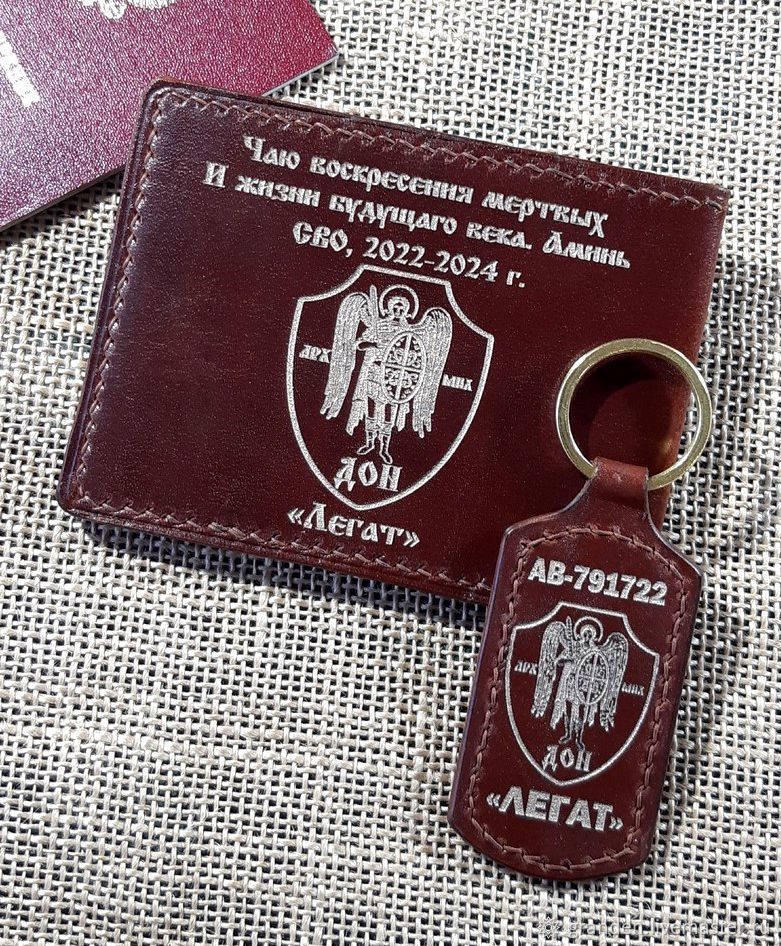 Чаю воскресения мертвых
И жизни будущаго века. Аминь
СВО, 2022-2024 г.
АРХ МИХ
ДОН
«Легат»
АВ-791722
АРХ МИХ
ДОН
«ЛЕГАТ»